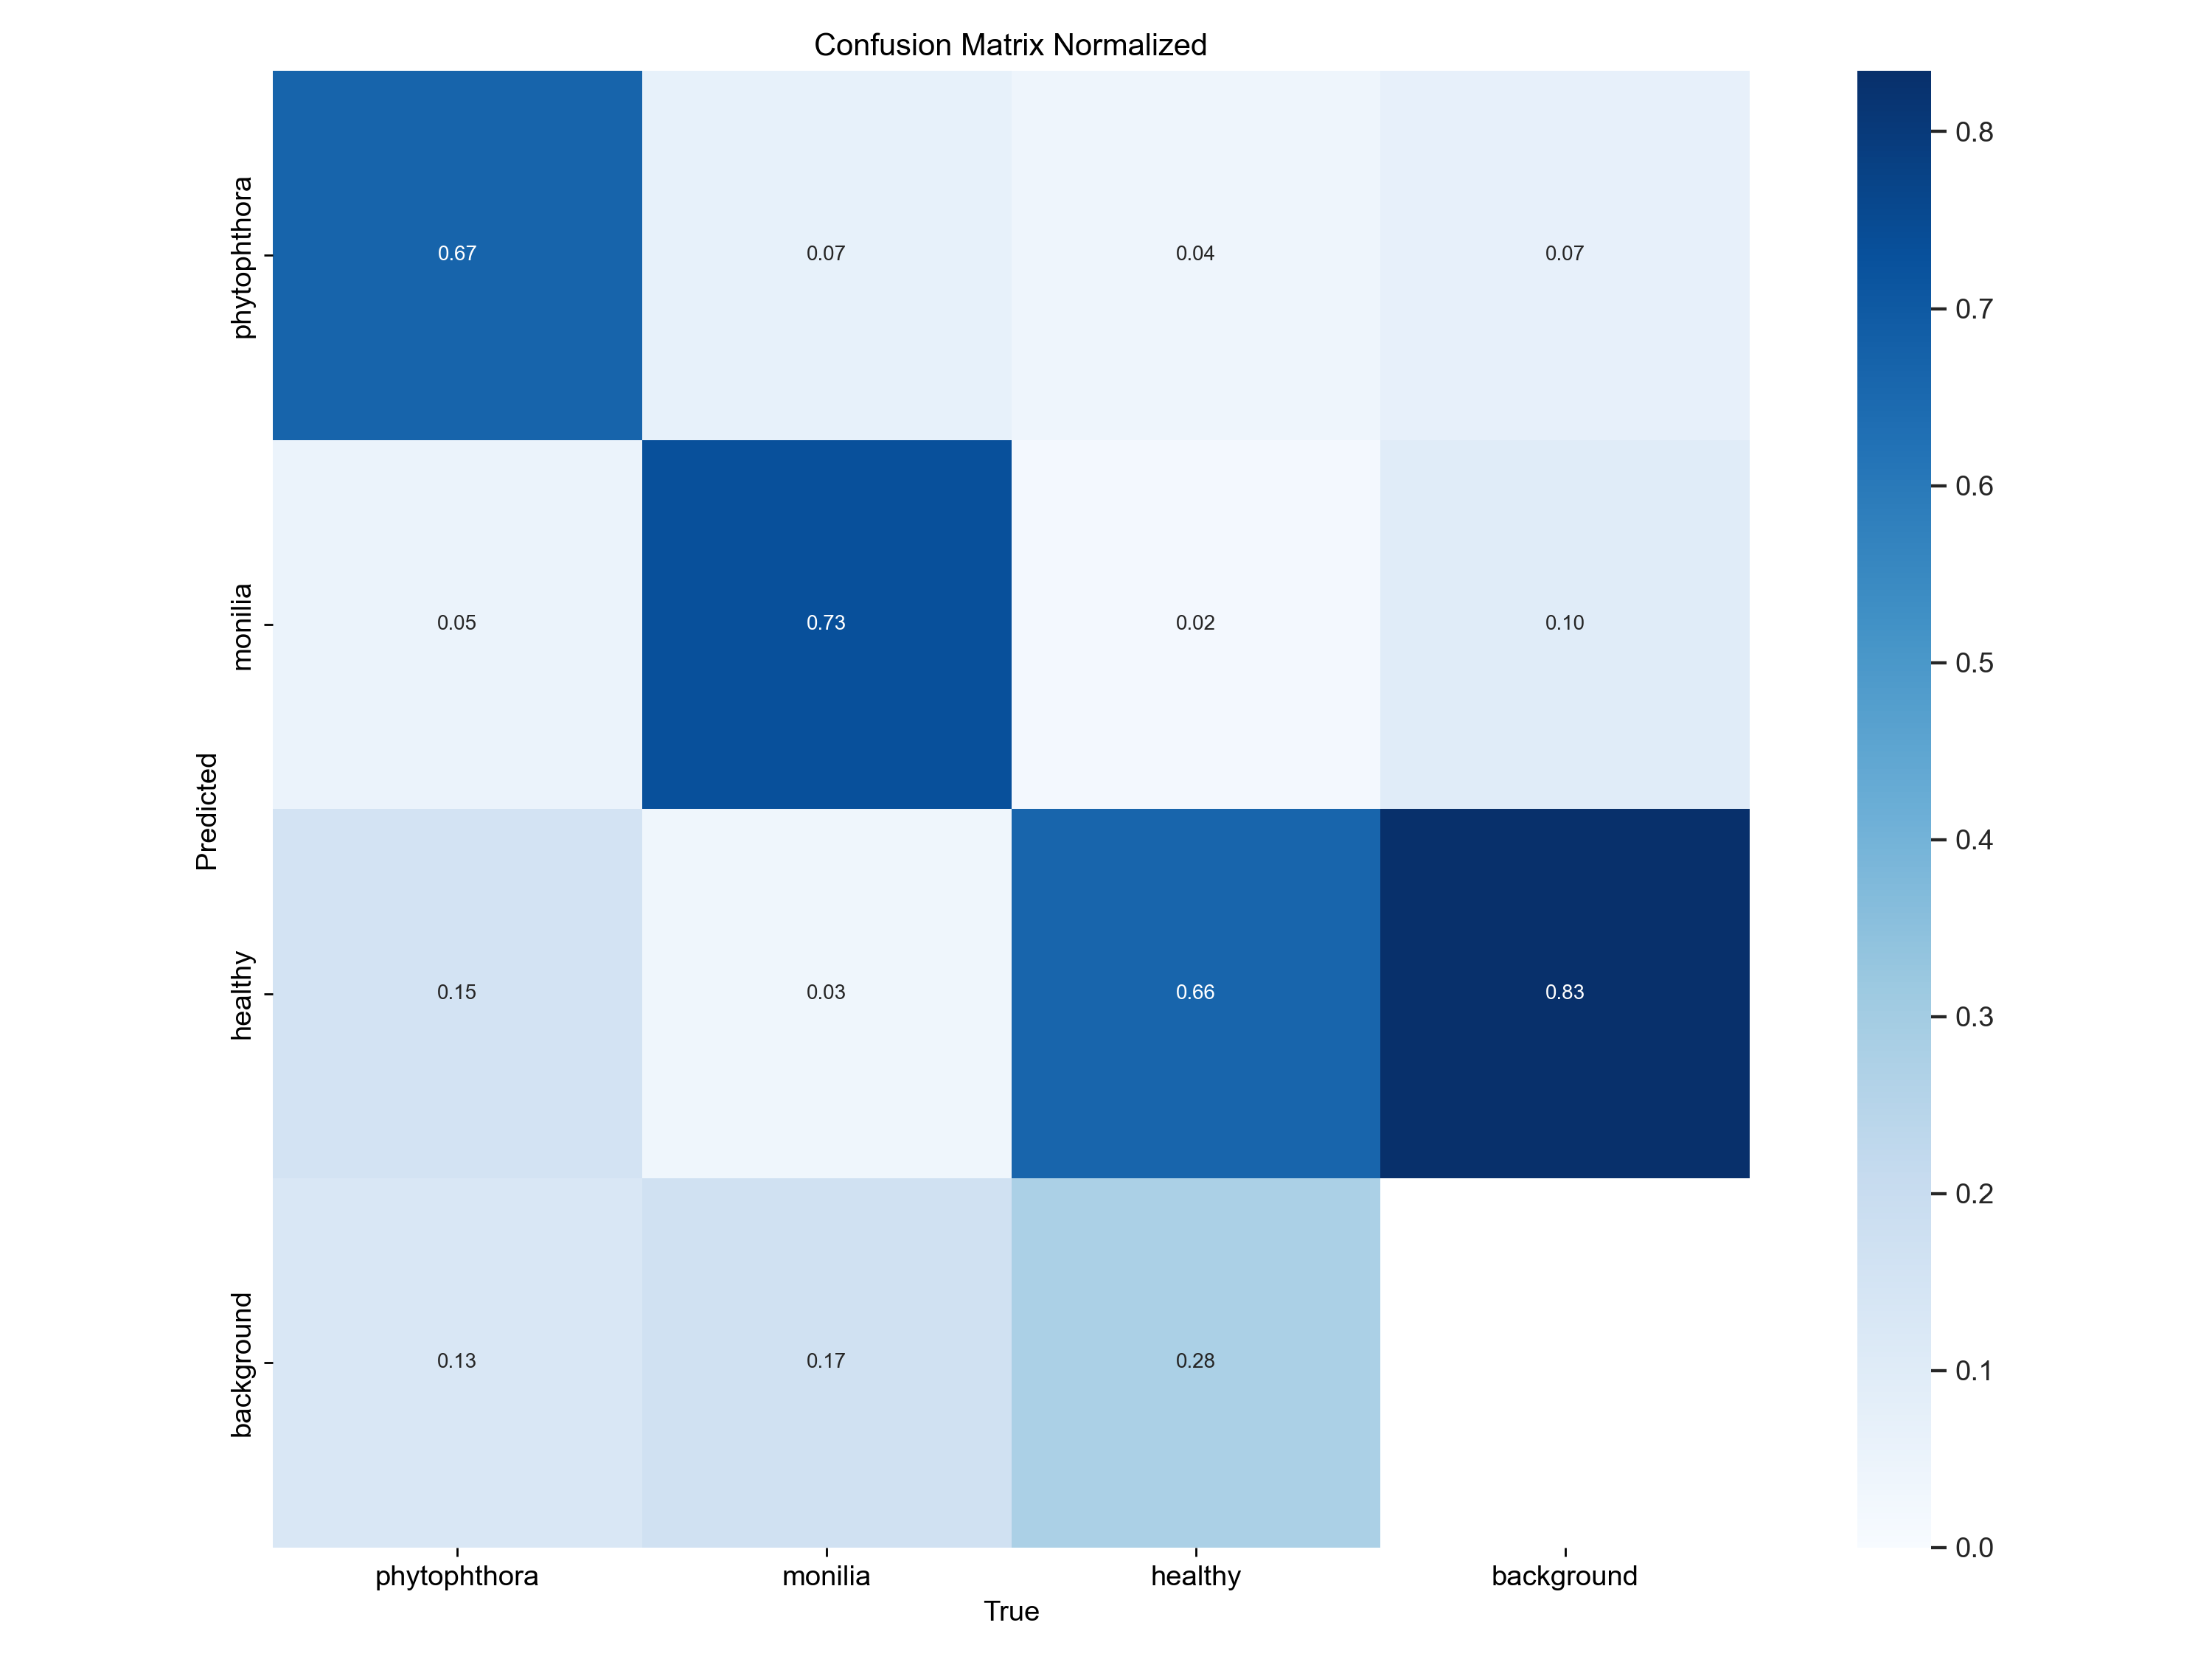 Confusion Matrix Normalized
phytophthora
0.67
0.07
0.04
0.07
monilia
0.05
0.73
0.02
0.10
healthy
0.15
0.03
0.66
0.83
background
0.13
0.17
0.28
Predicted
phytophthora
monilia
healthy
background
True
0.8
0.7
0.6
0.5
0.4
0.3
0.2
0.1
0.0